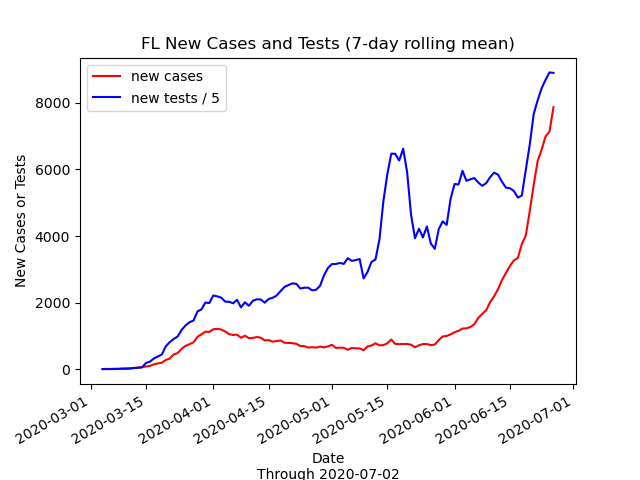 FL New Cases and Tests (7-day rolling mean)
new cases
new tests / 5
8000
6000
4000
2000
0
New Cases or Tests
2020-03-01
2020-03-15
2020-04-01
2020-04-15
2020-05-01
2020-05-15
2020-06-01
2020-06-15
2020-07-01
Date
Through 2020-07-02